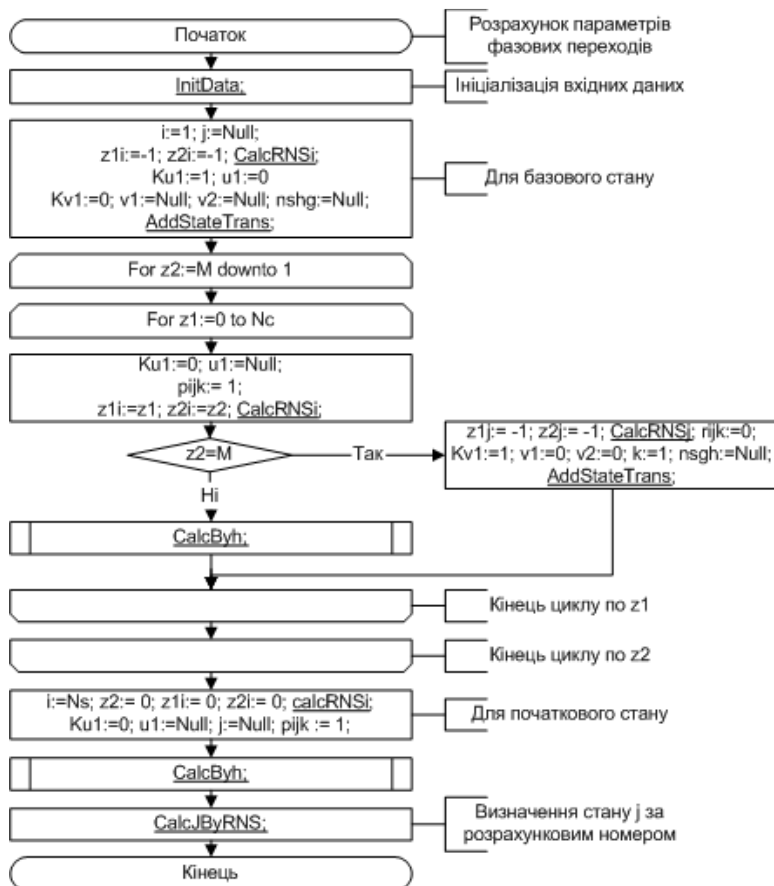 Початок
Розрахунок параметрів
фазових переходів
InitData;
Ініціалізація вхідних даних
i:=1; j:=Null;
z1i:=-1; z2i:=-1; CalcRNSi;
Ku1:=1; u1:=0
Kv1:=0; v1:=Null; v2:=Null; nshg:=Null;
AddStateTrans;
Для базового стану
For z2:=M downto 1
For z1:=0 to Nc
Ku1:=0; u1:=Null;
pijk:= 1;
z1i:=z1; z2i:=z2; CalcRNSi;
z2=M
Так
z1j:= -1; z2j:= -1; CalcRNSj; rijk:=0;
Kv1:=1; v1:=0; v2:=0; k:=1; nsgh:=Null;
AddStateTrans;
Ні
CalcByh;
Кінець циклу по z1
Кінець циклу по z2
i:=Ns; z2:= 0; z1i:= 0; z2i:= 0; calcRNSi;
Ku1:=0; u1:=Null; j:=Null; pijk := 1;
Для початкового стану
CalcByh;
CalcJByRNS;
Визначення стану j за
розрахунковим номером
Кінець